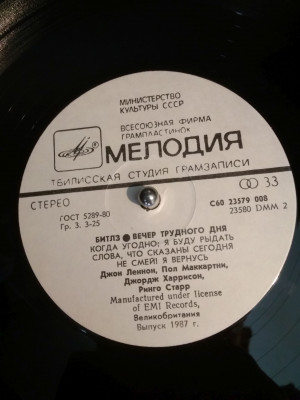 МИНИСТЕРСТВО
КУЛЬТУРЫ СССР
ВСЕСОЮЗНАЯ ФИРМА
ГРАМПЛАСТИНОК
МЕЛОДИЯ
ТБИЛИССКАЯ СТУДИЯ ГРАМЗАПИСИ
СТЕРЕО
33
ГОСТ 5289-80
Гр. 3. 3-25
С60 23579 008
23580 DMM 2
БИТЛЗ ● ВЕЧЕР ТРУДНОГО ДНЯ
КОГДА УГОДНО; Я БУДУ РЫДАТЬ
СЛОВА, ЧТО СКАЗАНЫ СЕГОДНЯ
НЕ СМЕЙ! Я ВЕРНУСЬ
Джон Леннон, Пол Маккартни,
Джордж Харрисон,
Ринго Старр
Manufactured under license
of EMI Records,
Великобритания
Выпуск 1987 г.